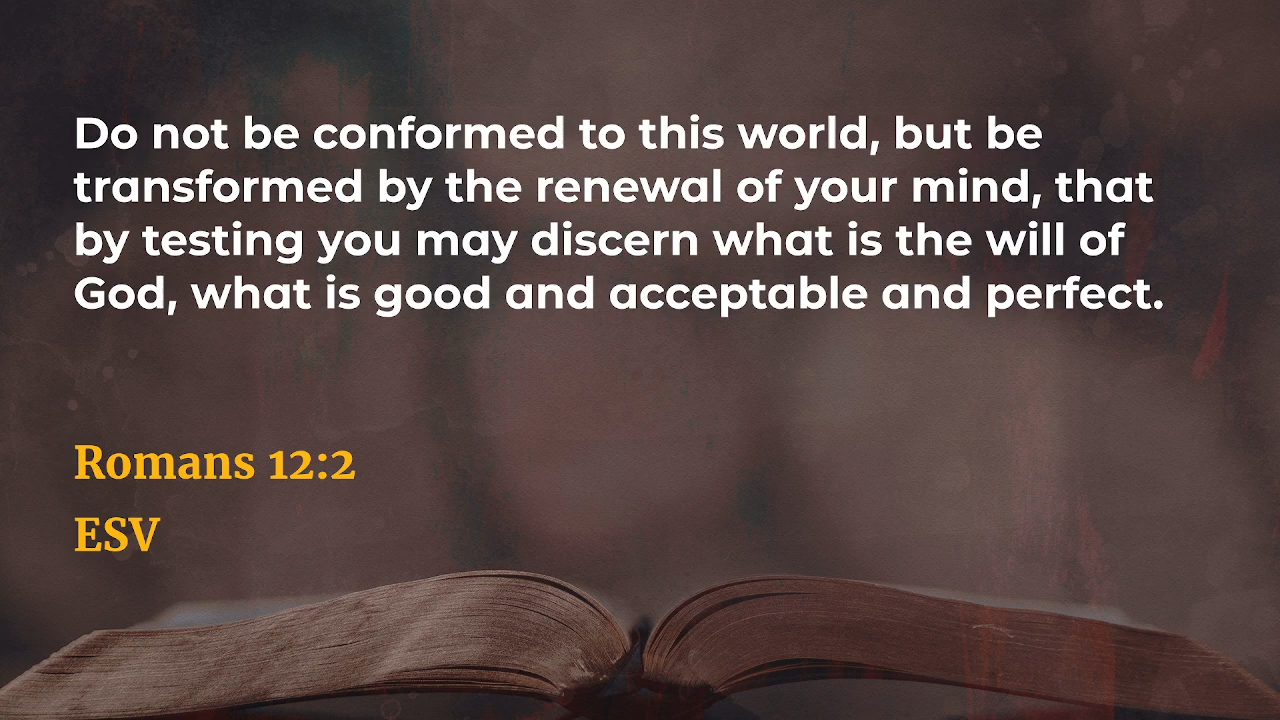 Do not be conformed to this world, but be
transformed by the renewal of your mind, that
by testing you may discern what is the will of
God, what is good and acceptable and perfect.
Romans 12:2
ESV